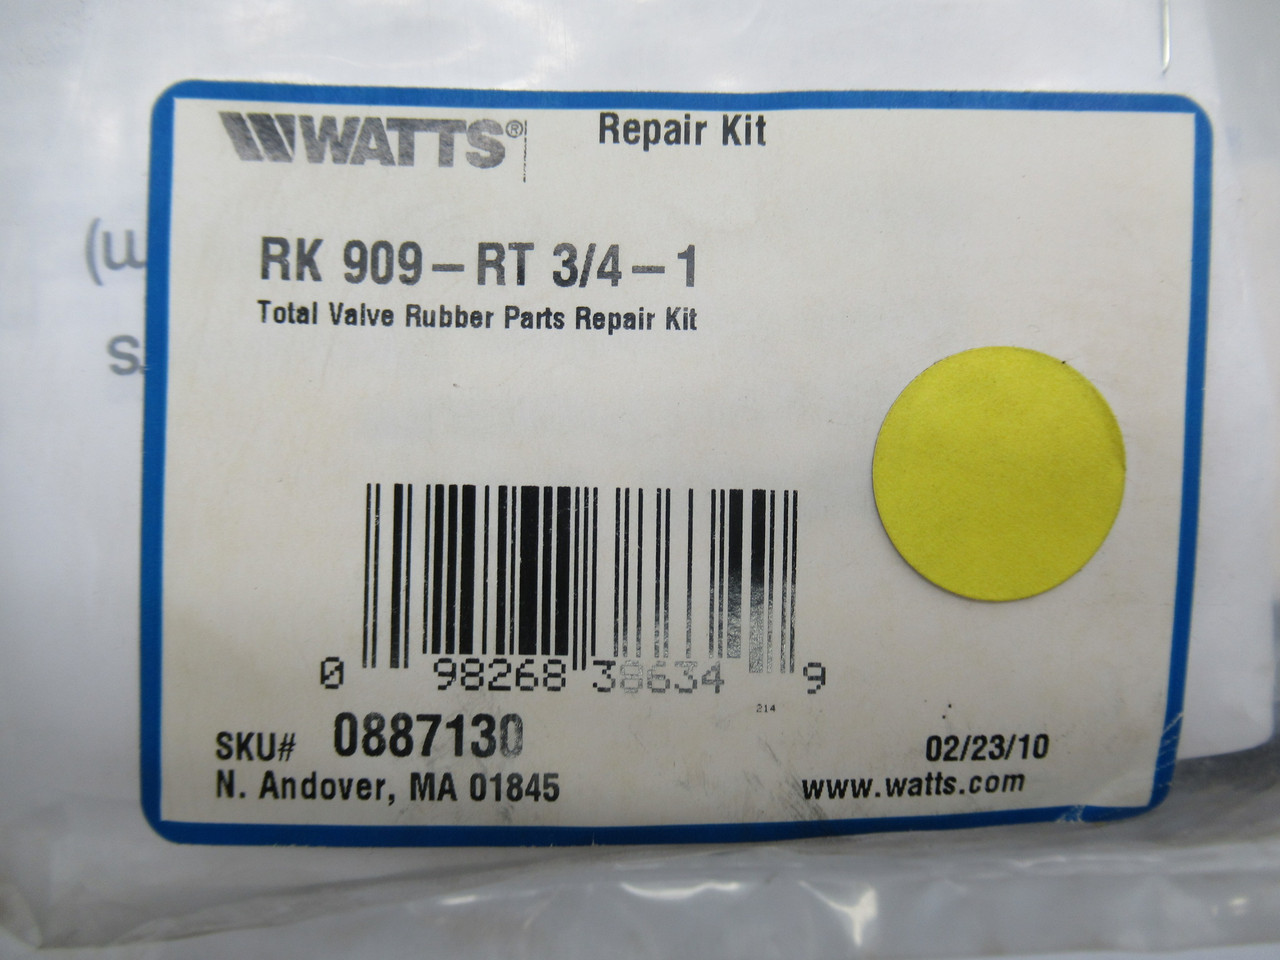 WATTS®
Repair Kit
RK 909 – RT 3/4 – 1
Total Valve Rubber Parts Repair Kit
0 98268 38634 9
214
SKU# 0887130
02/23/10
N. Andover, MA 01845
www.watts.com